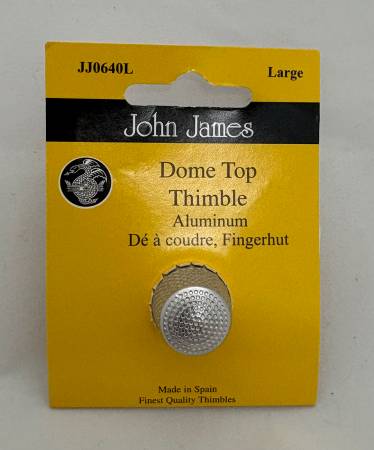 JJ0640L
Large
John James
Dome Top
Thimble
Aluminum
Dé à coudre, Fingerhut
Made in Spain
Finest Quality Thimbles